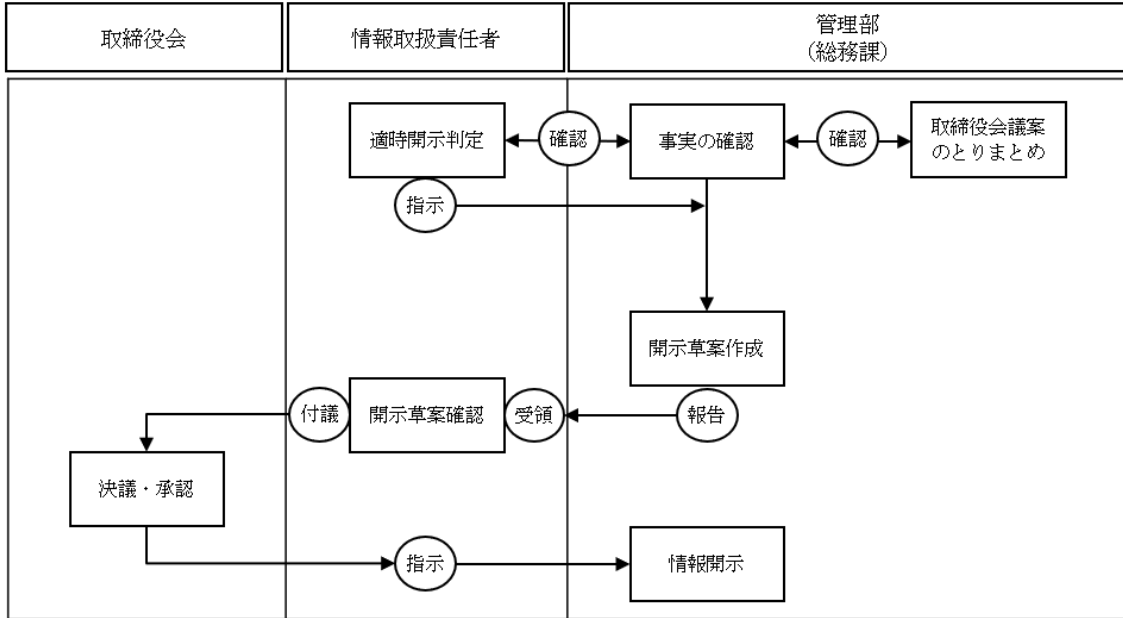 取締役会
情報取扱責任者
管理部
(総務課)
適時開示判定
確認
事実の確認
確認
取締役会議案
のとりまとめ
指示
開示草案作成
付議
開示草案確認
受領
報告
決議・承認
指示
情報開示